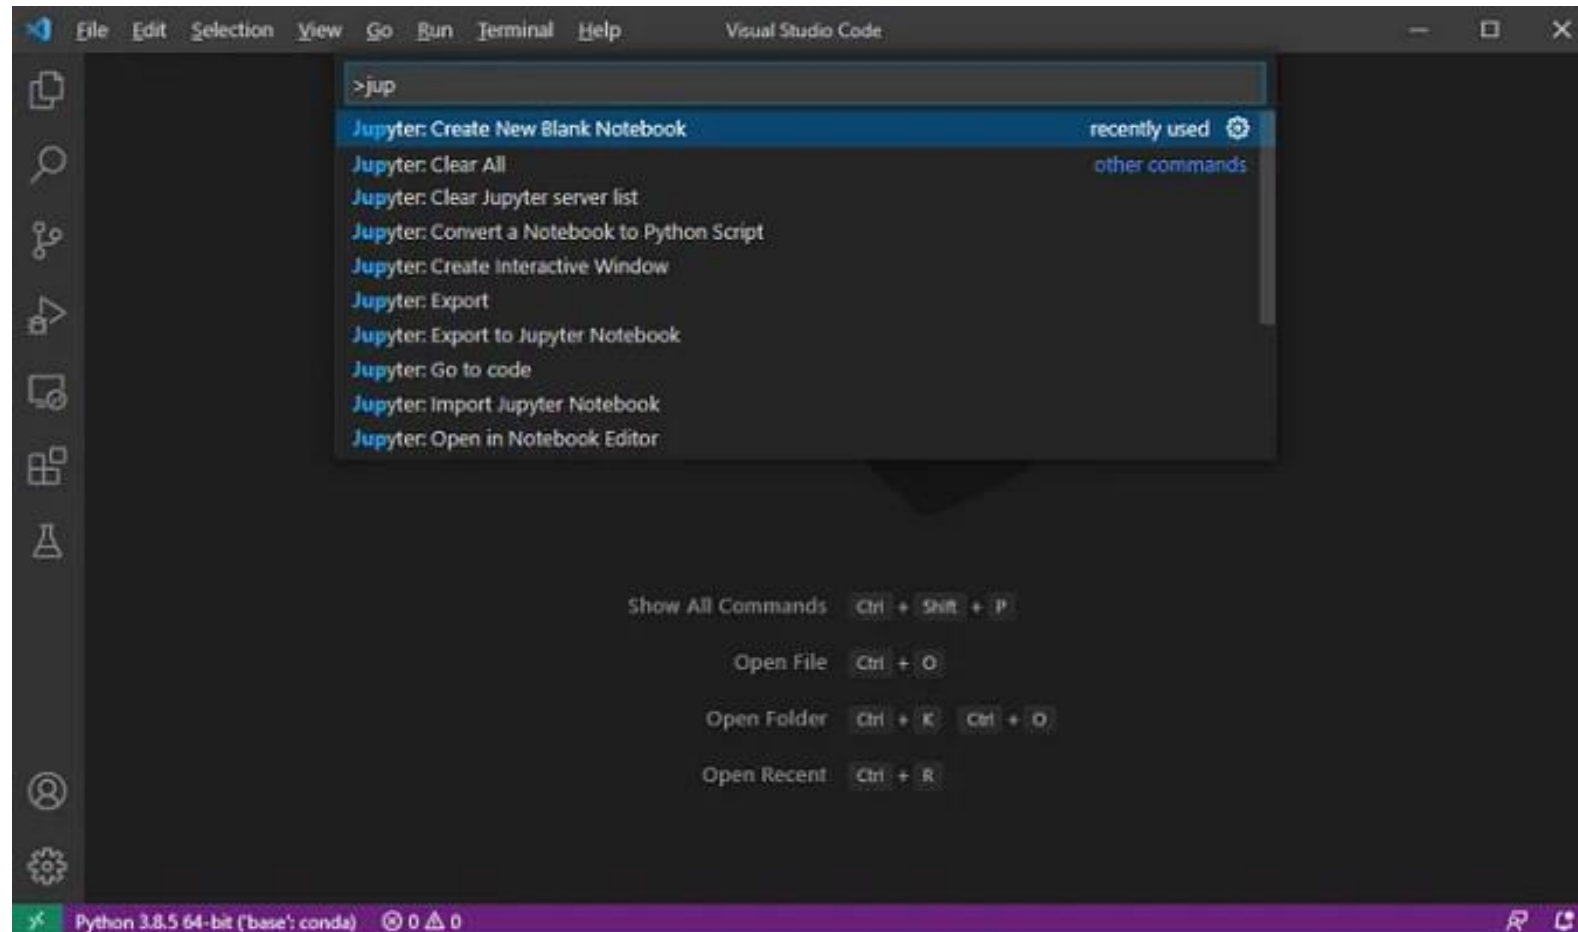 File Edit Selection View Go Run Terminal Help Visual Studio Code
>jup
Jupyter: Create New Blank Notebook recently used
Jupyter: Clear All other commands
Jupyter: Clear Jupyter server list
Jupyter: Convert a Notebook to Python Script
Jupyter: Create Interactive Window
Jupyter: Export
Jupyter: Export to Jupyter Notebook
Jupyter: Go to code
Jupyter: Import Jupyter Notebook
Jupyter: Open in Notebook Editor
Show All Commands Ctrl + Shift + P
Open File Ctrl + O
Open Folder Ctrl + K Ctrl + O
Open Recent Ctrl + R
Python 3.8.5 64-bit ('base': conda) 0 0